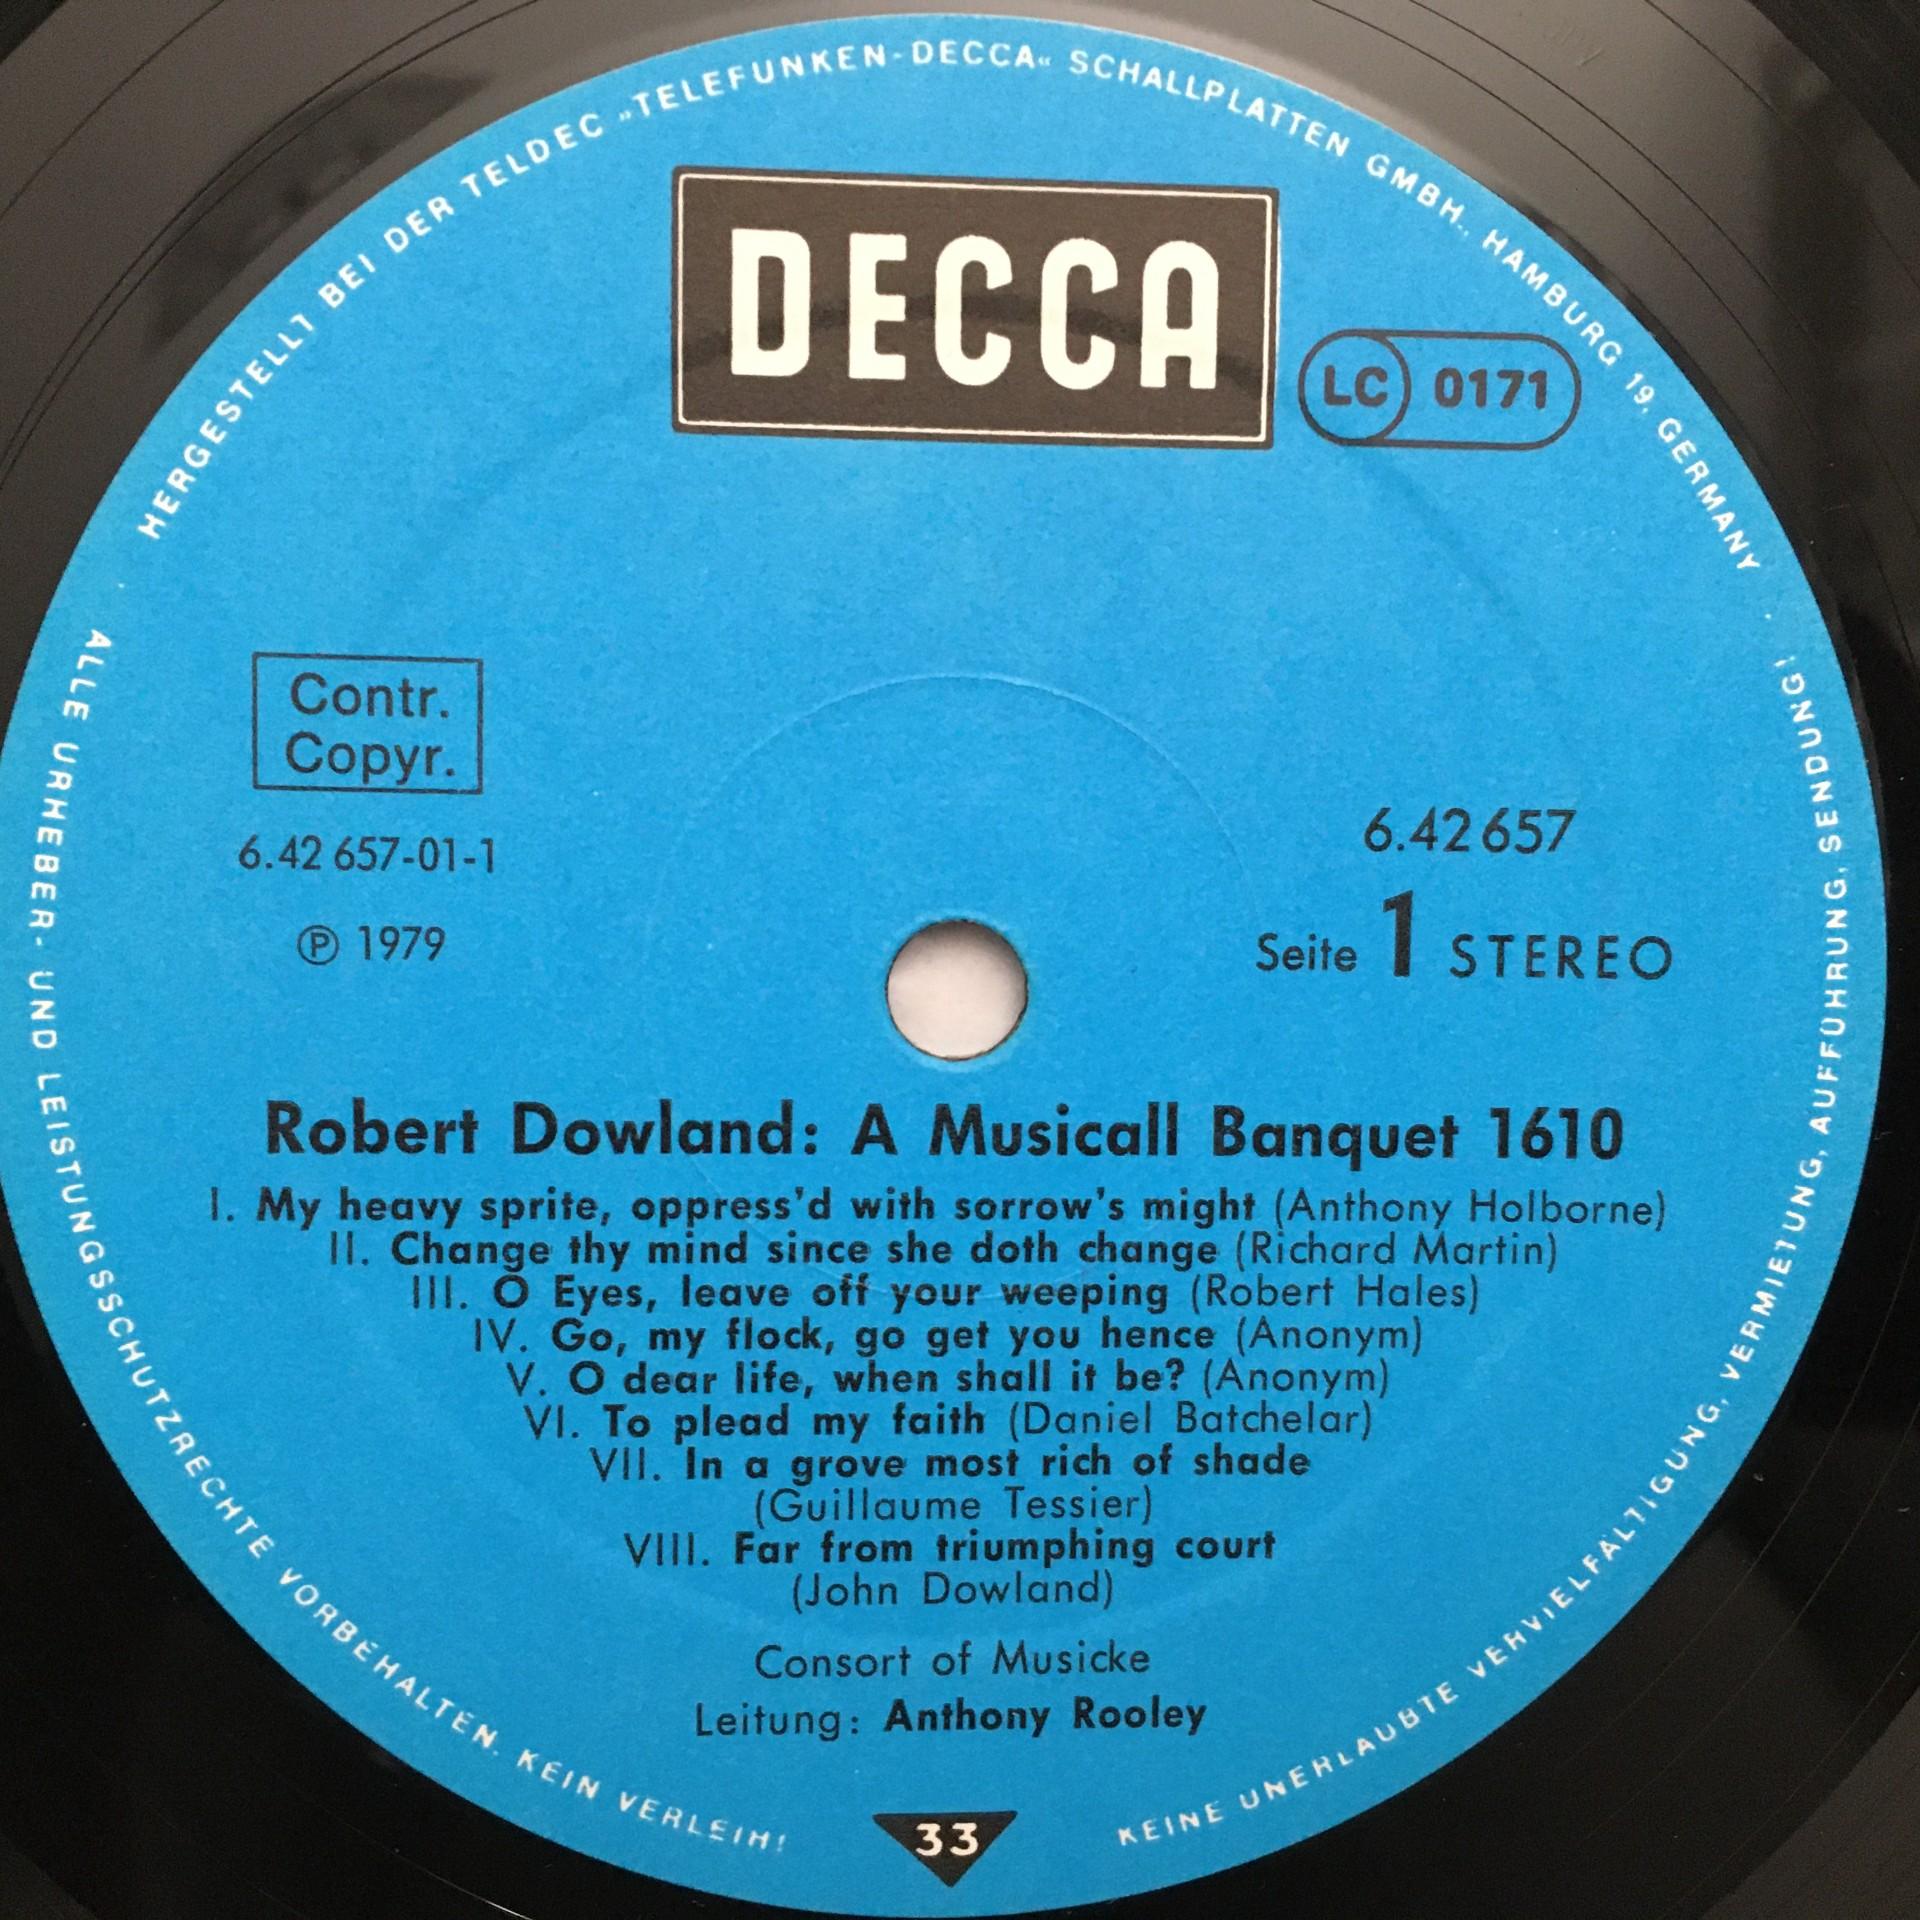 HERGESTELLT BEI DER TELDEC »TELEFUNKEN-DECCA« SCHALLPLATTEN GMBH., HAMBURG 19, GERMANY
DECCA
LC 0171
Contr.
Copyr.
6.42 657-01-1
℗ 1979
6.42657
Seite 1 STEREO
Robert Dowland: A Musicall Banquet 1610
I. My heavy sprite, oppress'd with sorrow's might (Anthony Holborne)
II. Change thy mind since she doth change (Richard Martin)
III. O Eyes, leave off your weeping (Robert Hales)
IV. Go, my flock, go get you hence (Anonym)
V. O dear life, when shall it be? (Anonym)
VI. To plead my faith (Daniel Batchelar)
VII. In a grove most rich of shade
(Guillaume Tessier)
VIII. Far from triumphing court
(John Dowland)
Consort of Musicke
Leitung: Anthony Rooley
33
ALLE URHEBER- UND LEISTUNGSSCHUTZRECHTE VORBEHALTEN. KEIN VERLEIH!
KEINE UNERLAUBTE VERVIELFÄLTIGUNG, VERMIETUNG, AUFFÜHRUNG, SENDUNG!